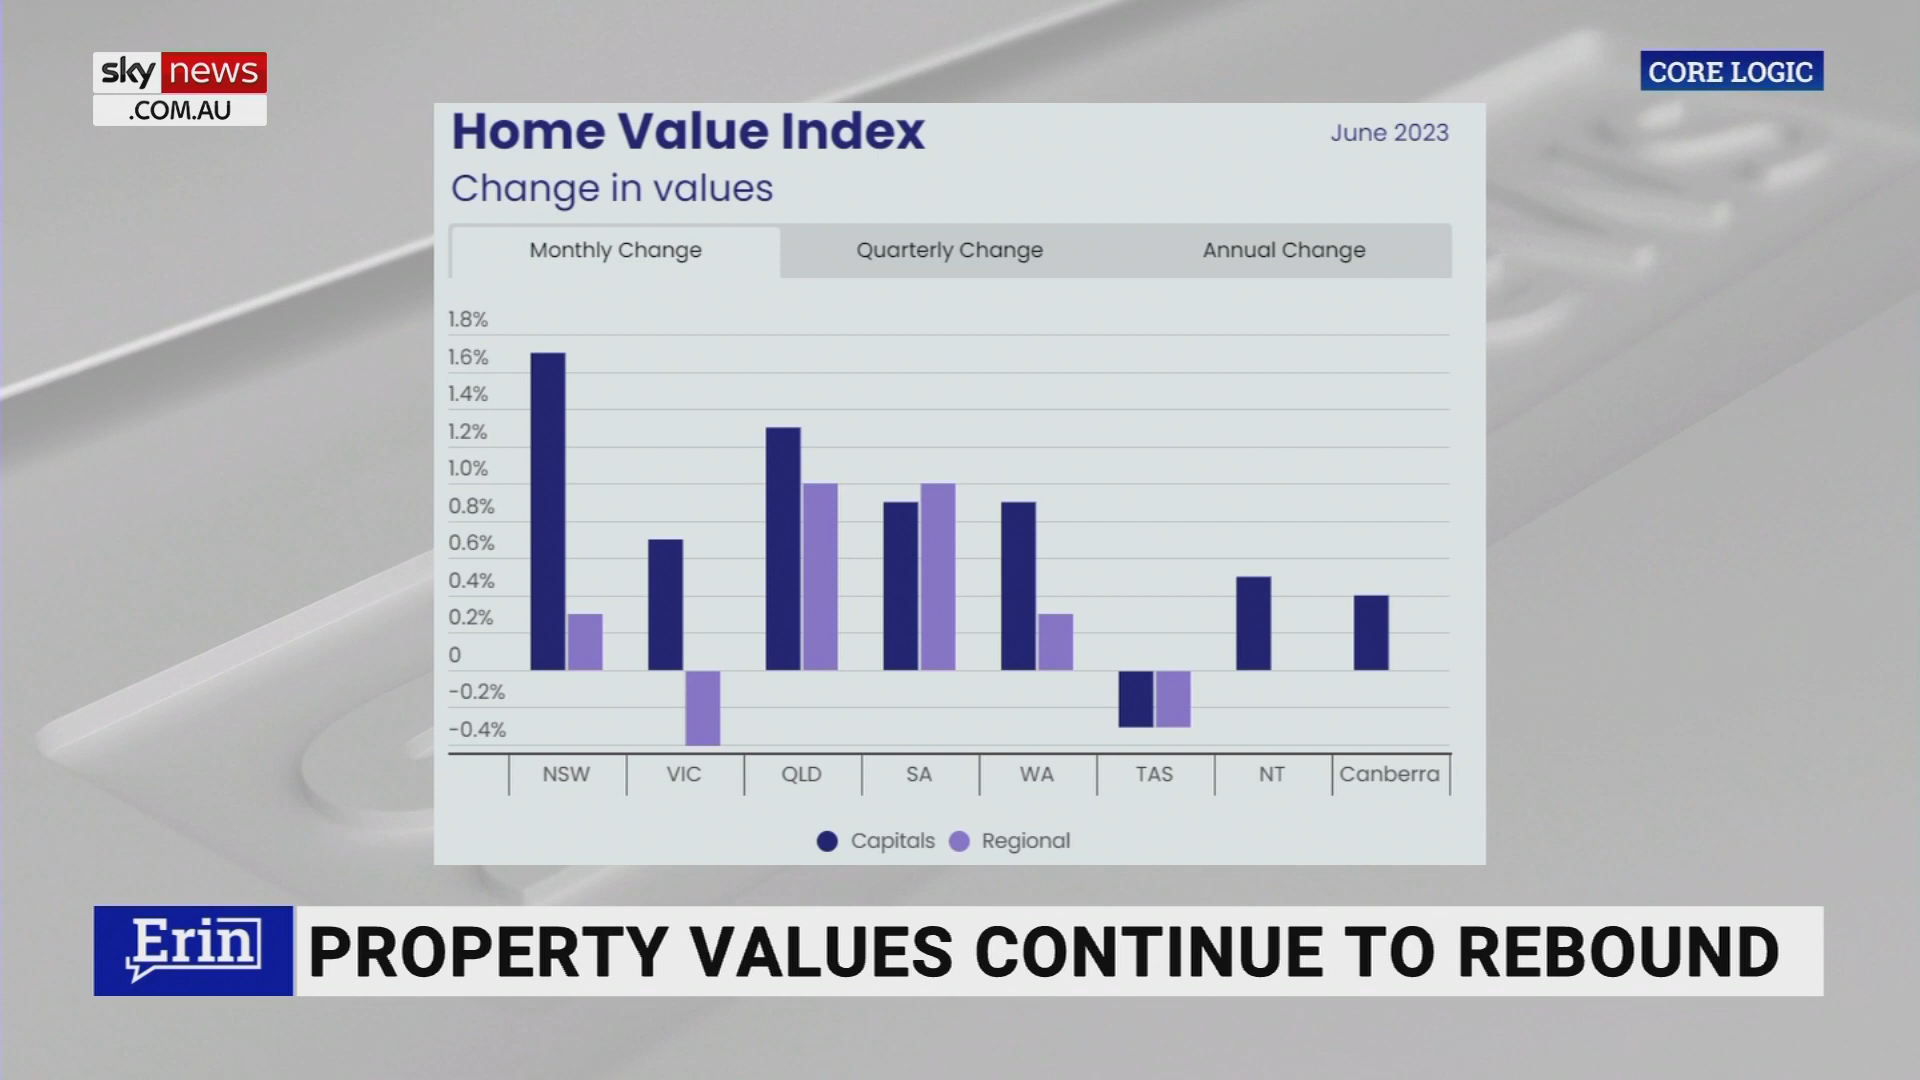 sky news
.COM.AU
CORE LOGIC
Home Value Index
June 2023
Change in values
Monthly Change
Quarterly Change
Annual Change
1.8%
1.6%
1.4%
1.2%
1.0%
0.8%
0.6%
0.4%
0.2%
0
-0.2%
-0.4%
NSW
VIC
QLD
SA
WA
TAS
NT
Canberra
Capitals
Regional
Erin
PROPERTY VALUES CONTINUE TO REBOUND